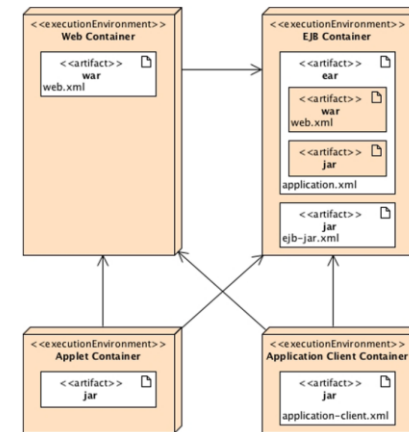 <<executionEnvironment>>
Web Container
<<artifact>>
war
web.xml
<<executionEnvironment>>
EJB Container
<<artifact>>
ear
<<artifact>>
war
web.xml
<<artifact>>
jar
application.xml
<<artifact>>
jar
ejb-jar.xml
<<executionEnvironment>>
Applet Container
<<artifact>>
jar
<<executionEnvironment>>
Application Client Container
<<artifact>>
jar
application-client.xml